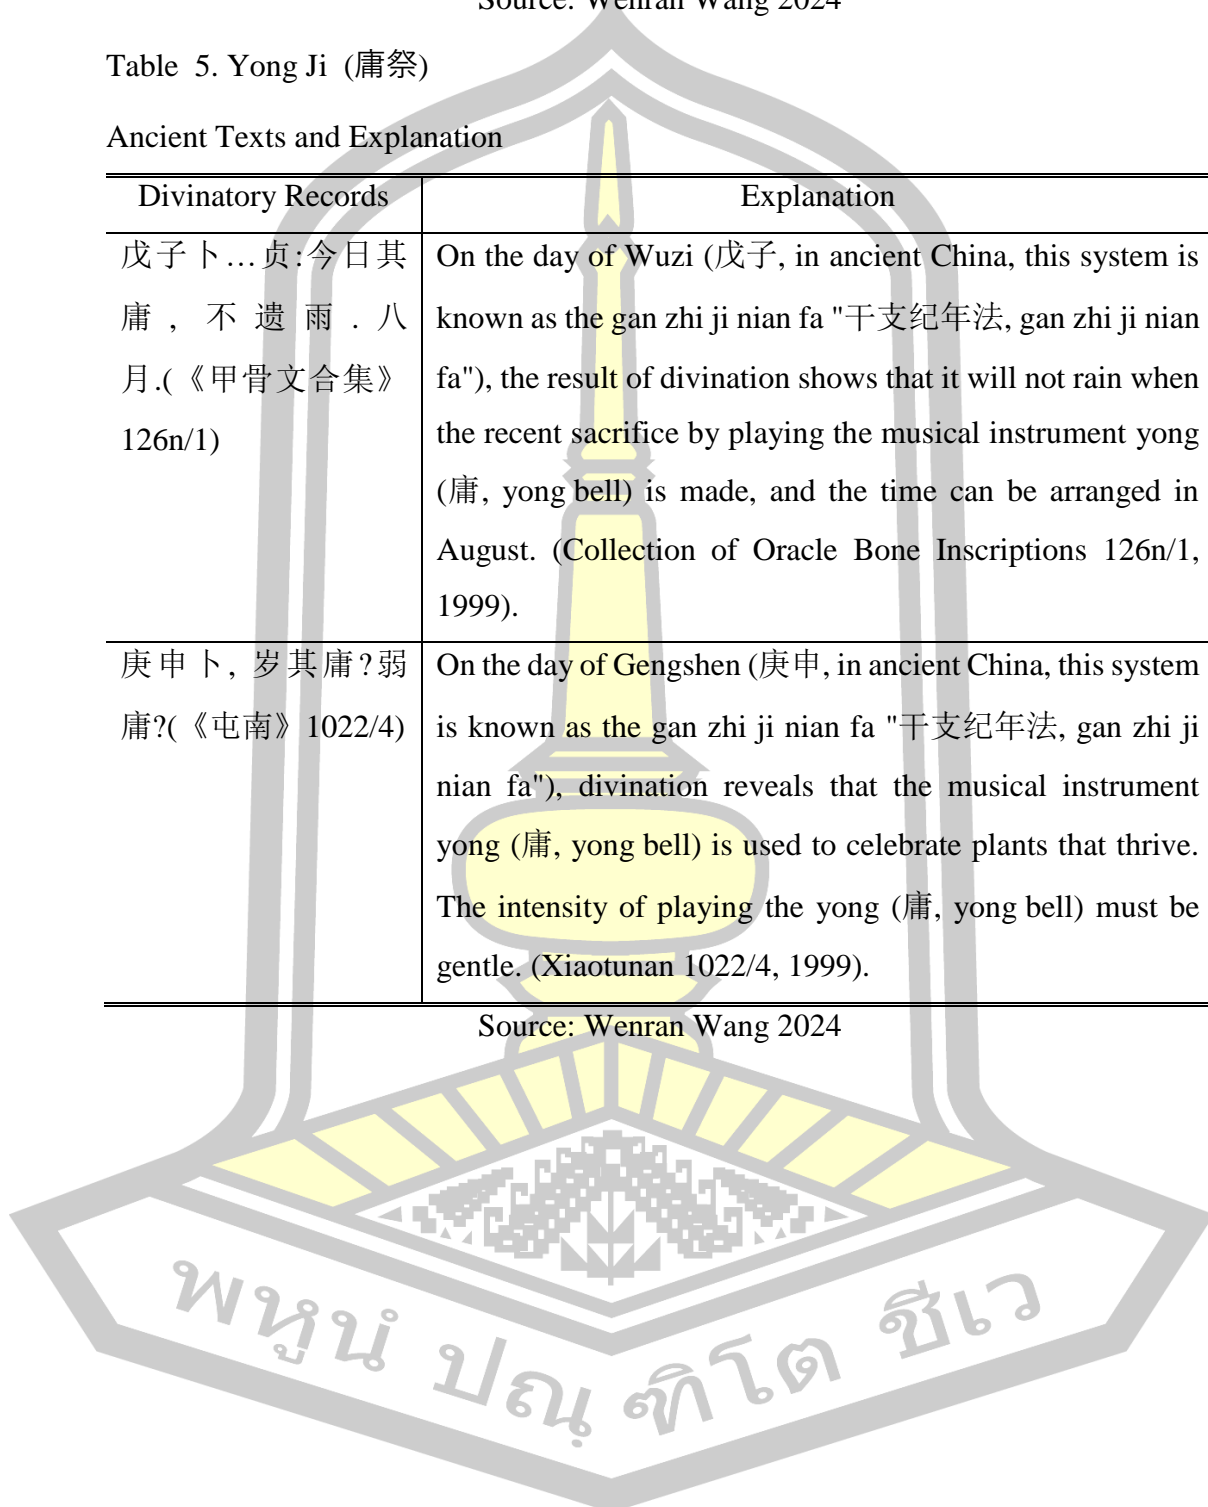 Source: Wenran Wang 2024
Table 5. Yong Ji (庸祭)
Ancient Texts and Explanation
Divinatory Records
Explanation
戊子卜…贞:今日其
庸,不遗雨.八
月.(《甲骨文合集》
126n/1)
On the day of Wuzi (戊子, in ancient China, this system is
known as the gan zhi ji nian fa "干支纪年法, gan zhi ji nian
fa"), the result of divination shows that it will not rain when
the recent sacrifice by playing the musical instrument yong
(庸, yong bell) is made, and the time can be arranged in
August. (Collection of Oracle Bone Inscriptions 126n/1,
1999).
庚申卜, 岁其庸?弱
庸?(《屯南》1022/4)
On the day of Gengshen (庚申, in ancient China, this system
is known as the gan zhi ji nian fa "干支纪年法, gan zhi ji
nian fa"), divination reveals that the musical instrument
yong (庸, yong bell) is used to celebrate plants that thrive.
The intensity of playing the yong (庸, yong bell) must be
gentle. (Xiaotunan 1022/4, 1999).
Source: Wenran Wang 2024
พหูนํ ปณฺฑิโต ชีเว